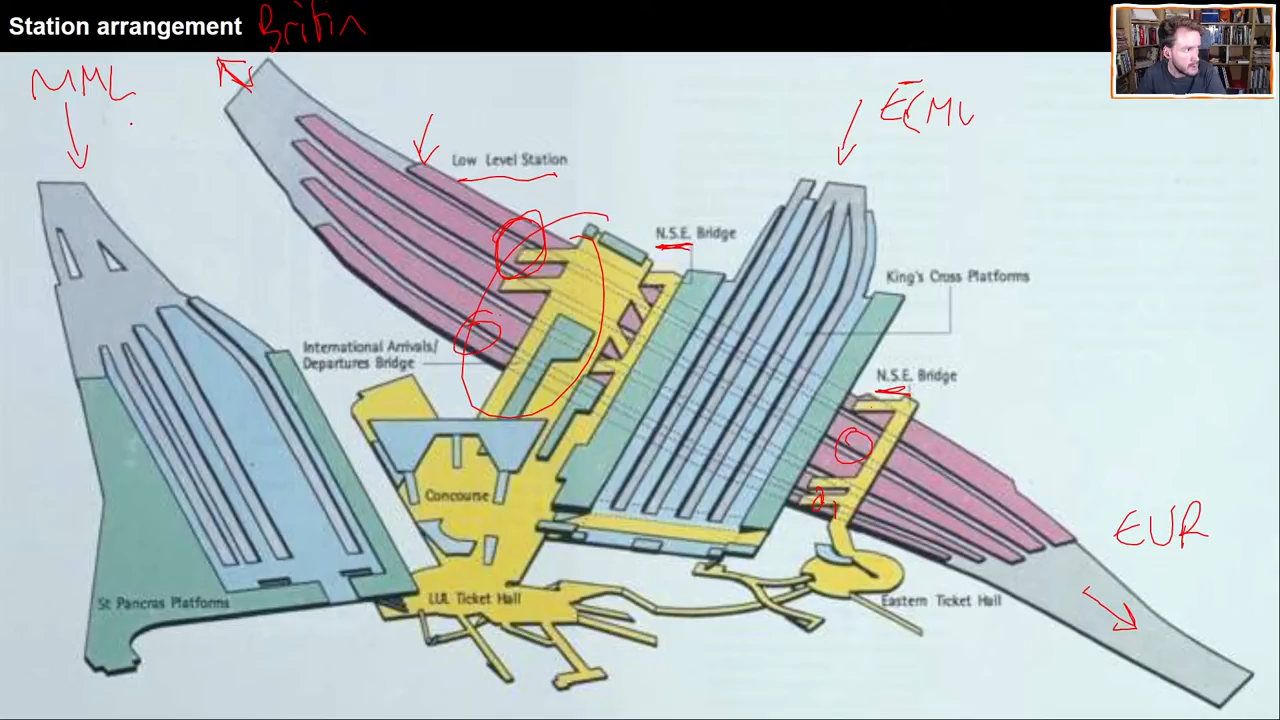 Station arrangement
Britin
MML
ECML
Low Level Station
N.S.E. Bridge
King's Cross Platforms
International Arrivals/
Departures Bridge
N.S.E. Bridge
Concourse
EUR
St Pancras Platforms
LUL Ticket Hall
Eastern Ticket Hall